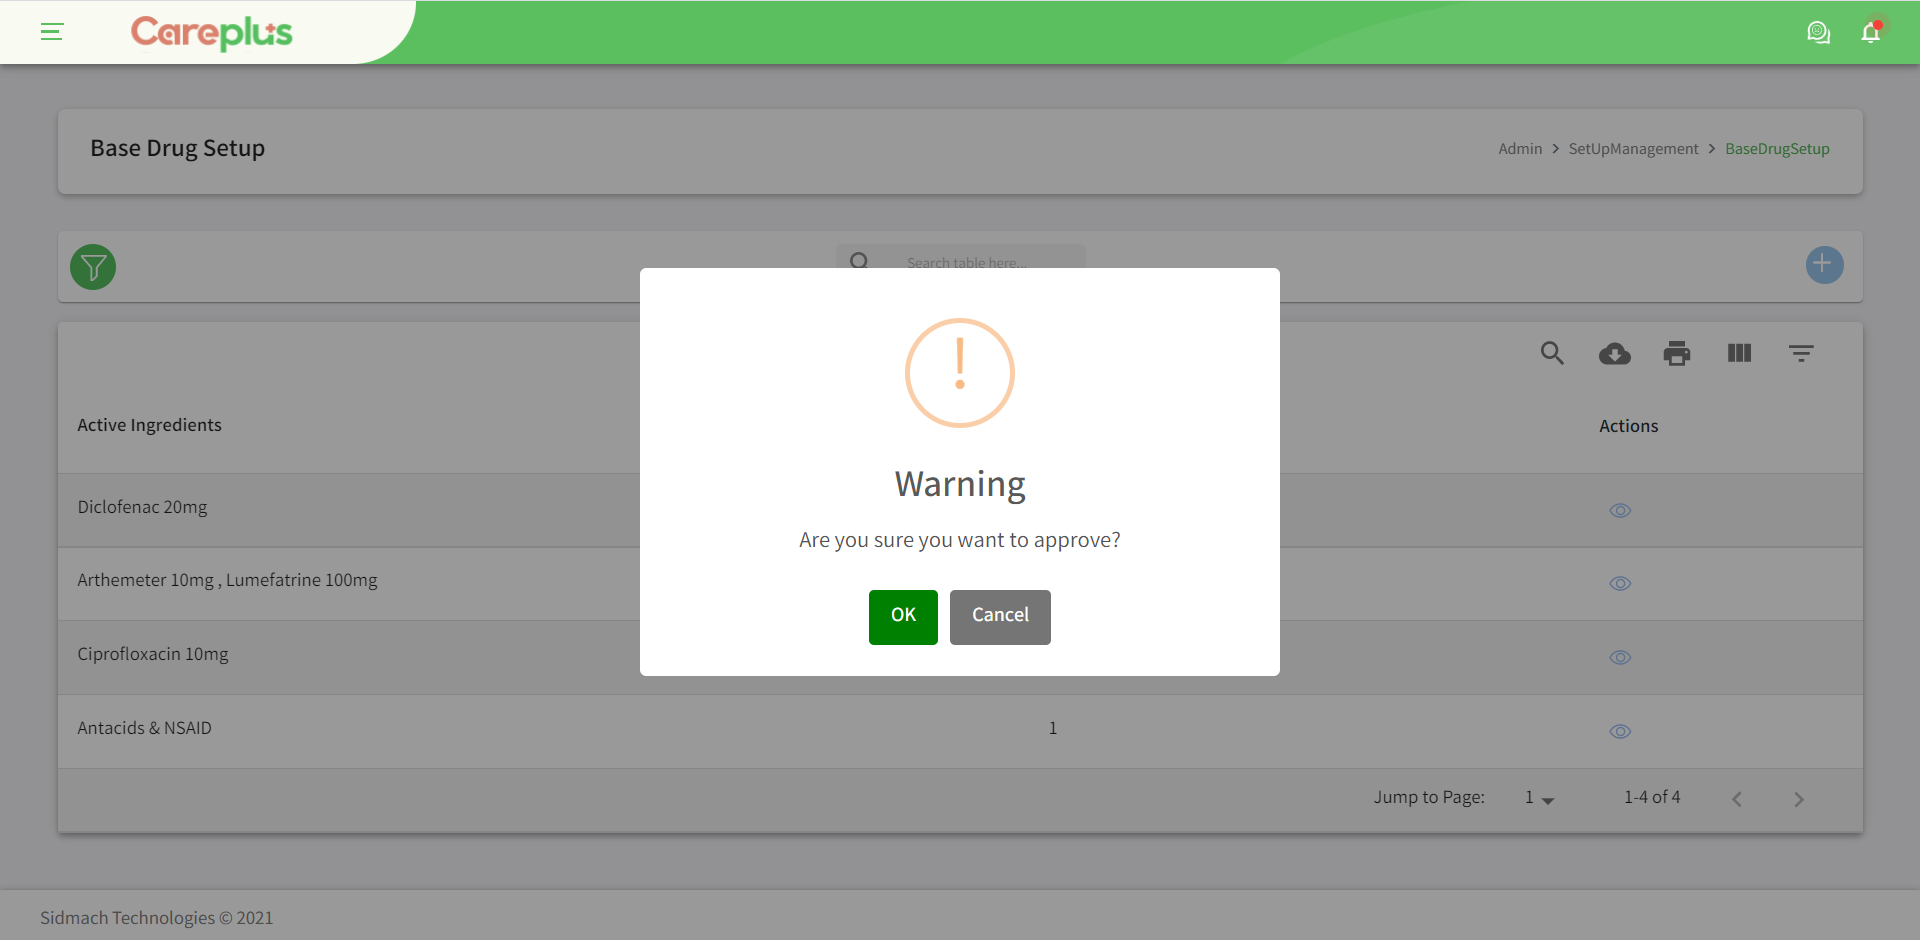 Careplus
Base Drug Setup
Admin > SetUpManagement > BaseDrugSetup
Search table here...
Active Ingredients
Actions
Diclofenac 20mg
Arthemeter 10mg , Lumefatrine 100mg
Ciprofloxacin 10mg
Antacids & NSAID
1
!
Warning
Are you sure you want to approve?
OK
Cancel
Jump to Page:
1
1-4 of 4
Sidmach Technologies © 2021